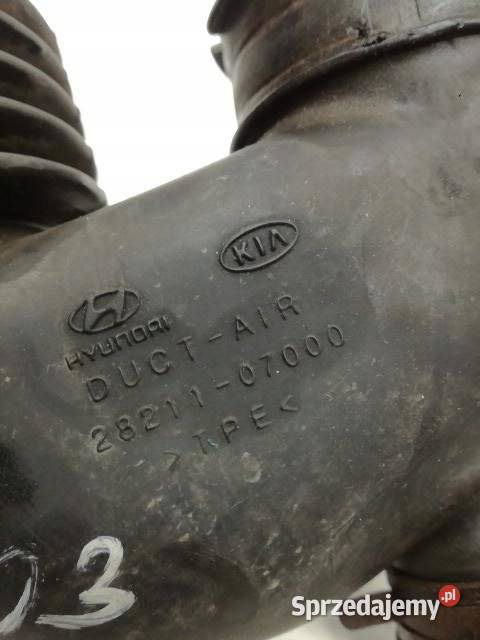 KIA
HYUNDAI
DUCT-AIR
28211-07000
>TPE<
03
Sprzedajemy.pl